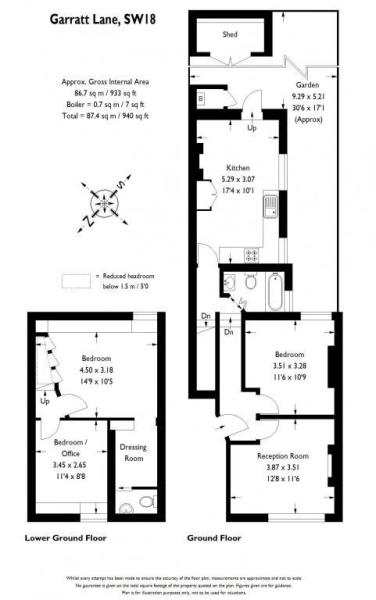 Garratt Lane, SW18
Shed
Approx. Gross Internal Area
86.7 sq m / 933 sq ft
Boiler = 0.7 sq m / 7 sq ft
Total = 87.4 sq m / 940 sq ft
Garden
9.29 x 5.21
30'6 x 17'1
(Approx)
B
Up
Kitchen
5.29 x 3.07
17'4 x 10'1
S
N
= Reduced headroom
below 1.5 m / 5'0
Dn
Dn
Bedroom
4.50 x 3.18
14'9 x 10'5
Up
Bedroom
3.51 x 3.28
11'6 x 10'9
Bedroom /
Office
3.45 x 2.65
11'4 x 8'8
Dressing
Room
Reception Room
3.87 x 3.51
12'8 x 11'6
Lower Ground Floor
Ground Floor
Whilst every attempt has been made to ensure the accuracy of the floor plan, measurements are approximate and not to scale.
No guarantee is given on the total square footage of the property quoted on the plan. Figures given are for guidance.
Plan is for illustration purposes only, not to be used for valuations.